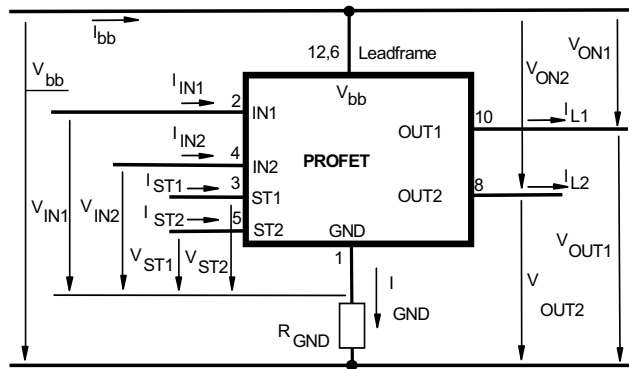 I bb
V bb
12,6 Leadframe
V ON1
V ON2
I IN1
2
IN1
V bb
10
I L1
OUT1
I IN2
4
IN2
PROFET
I ST1
3
ST1
OUT2
8
I L2
I ST2
5
ST2
GND
V IN1
V IN2
V ST1
V ST2
1
V OUT1
V
OUT2
I
GND
R GND